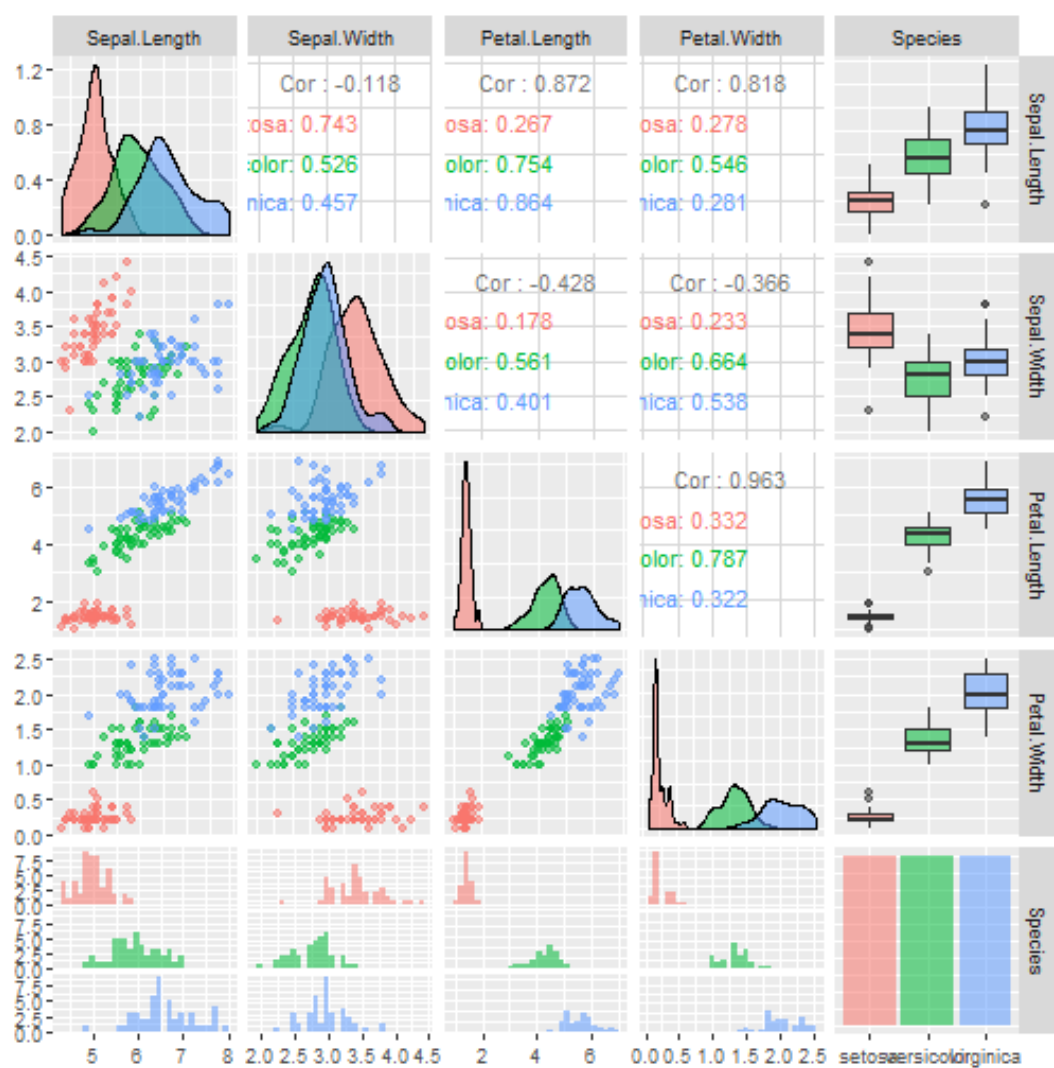 Sepal.Length Sepal.Width Petal.Length Petal.Width Species
1.2
0.8
0.4
0.0
Cor : -0.118
tosa: 0.743
color: 0.526
nica: 0.457
Cor : 0.872
osa: 0.267
olor: 0.754
nica: 0.864
Cor : 0.818
osa: 0.278
olor: 0.546
nica: 0.281
Sepal.Length
4.5
4.0
3.5
3.0
2.5
2.0
Cor : -0.428
osa: 0.178
olor: 0.561
nica: 0.401
Cor : -0.366
osa: 0.233
olor: 0.664
nica: 0.538
Sepal.Width
6
4
2
Cor : 0.963
osa: 0.332
olor: 0.787
nica: 0.322
Petal.Length
2.5
2.0
1.5
1.0
0.5
0.0
Petal.Width
7.5
5.0
2.5
0.0
7.5
5.0
2.5
0.0
7.5
5.0
2.5
0.0
Species
5 6 7 8 2.0 2.5 3.0 3.5 4.0 4.5 2 4 6 0.0 0.5 1.0 1.5 2.0 2.5 setosa versicolor virginica